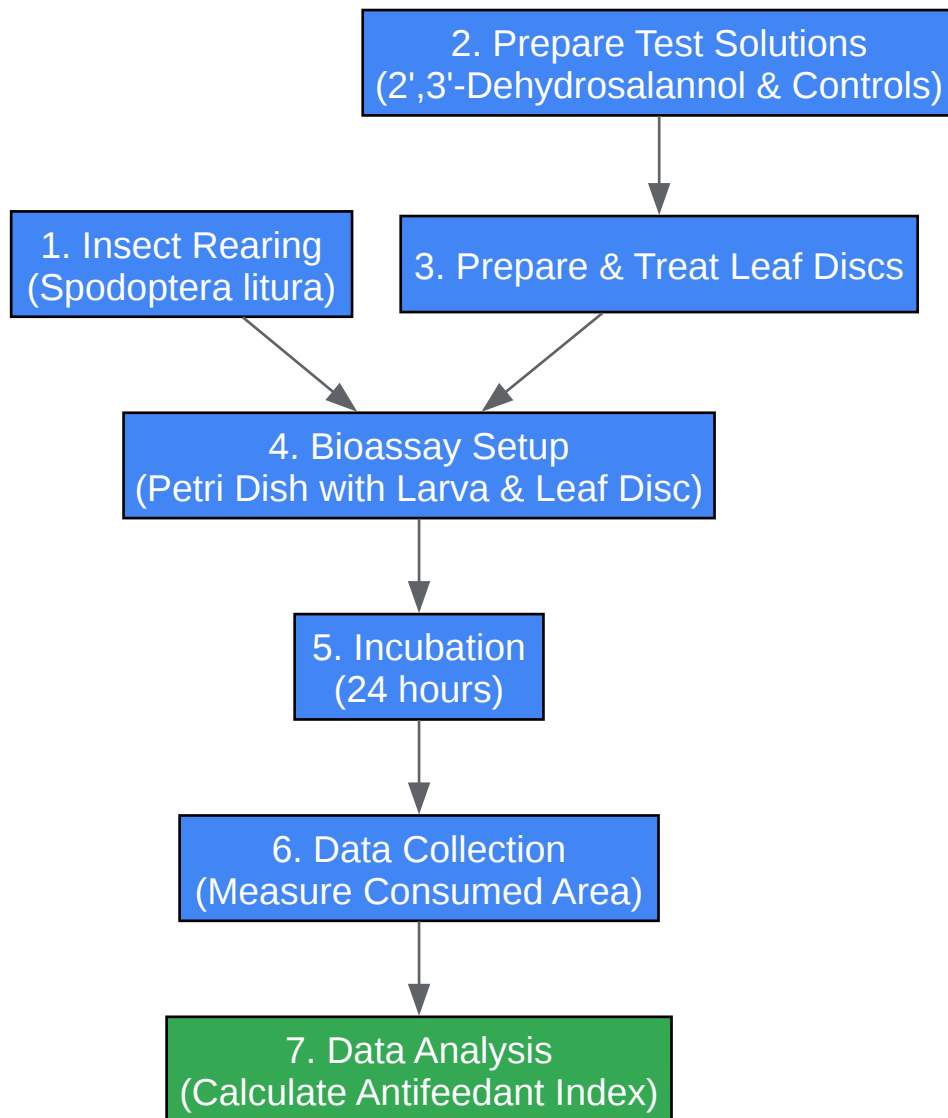 2. Prepare Test Solutions
(2',3'-Dehydrosalannol & Controls)
1. Insect Rearing
(Spodoptera litura)
3. Prepare & Treat Leaf Discs
4. Bioassay Setup
(Petri Dish with Larva & Leaf Disc)
5. Incubation
(24 hours)
6. Data Collection
(Measure Consumed Area)
7. Data Analysis
(Calculate Antifeedant Index)